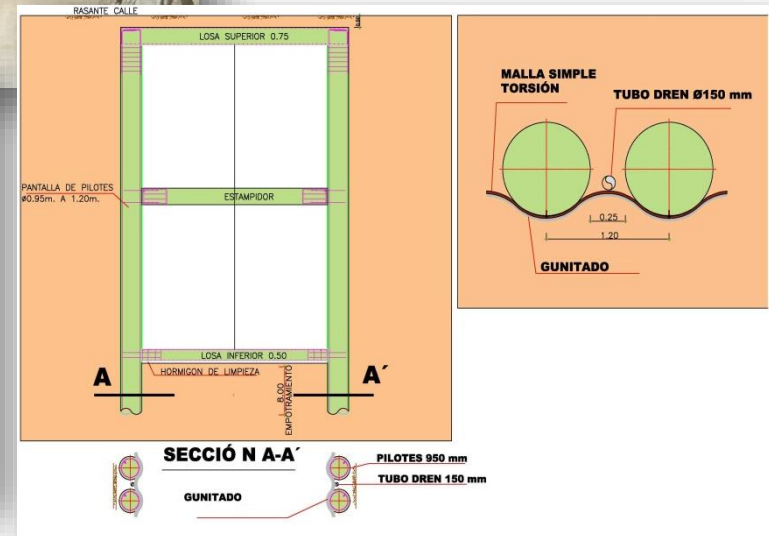 RASANTE CALLE
LOSA SUPERIOR 0.75
PANTALLA DE PILOTES
Ø0.95m. A 1.20m.
ESTAMPIDOR
LOSA INFERIOR 0.50
HORMIGON DE LIMPIEZA
A
A´
8.00
EMPOTRAMIENTO
MALLA SIMPLE
TORSIÓN
TUBO DREN Ø150 mm
0.25
1.20
GUNITADO
SECCIÓ N A-A´
PILOTES 950 mm
TUBO DREN 150 mm
GUNITADO